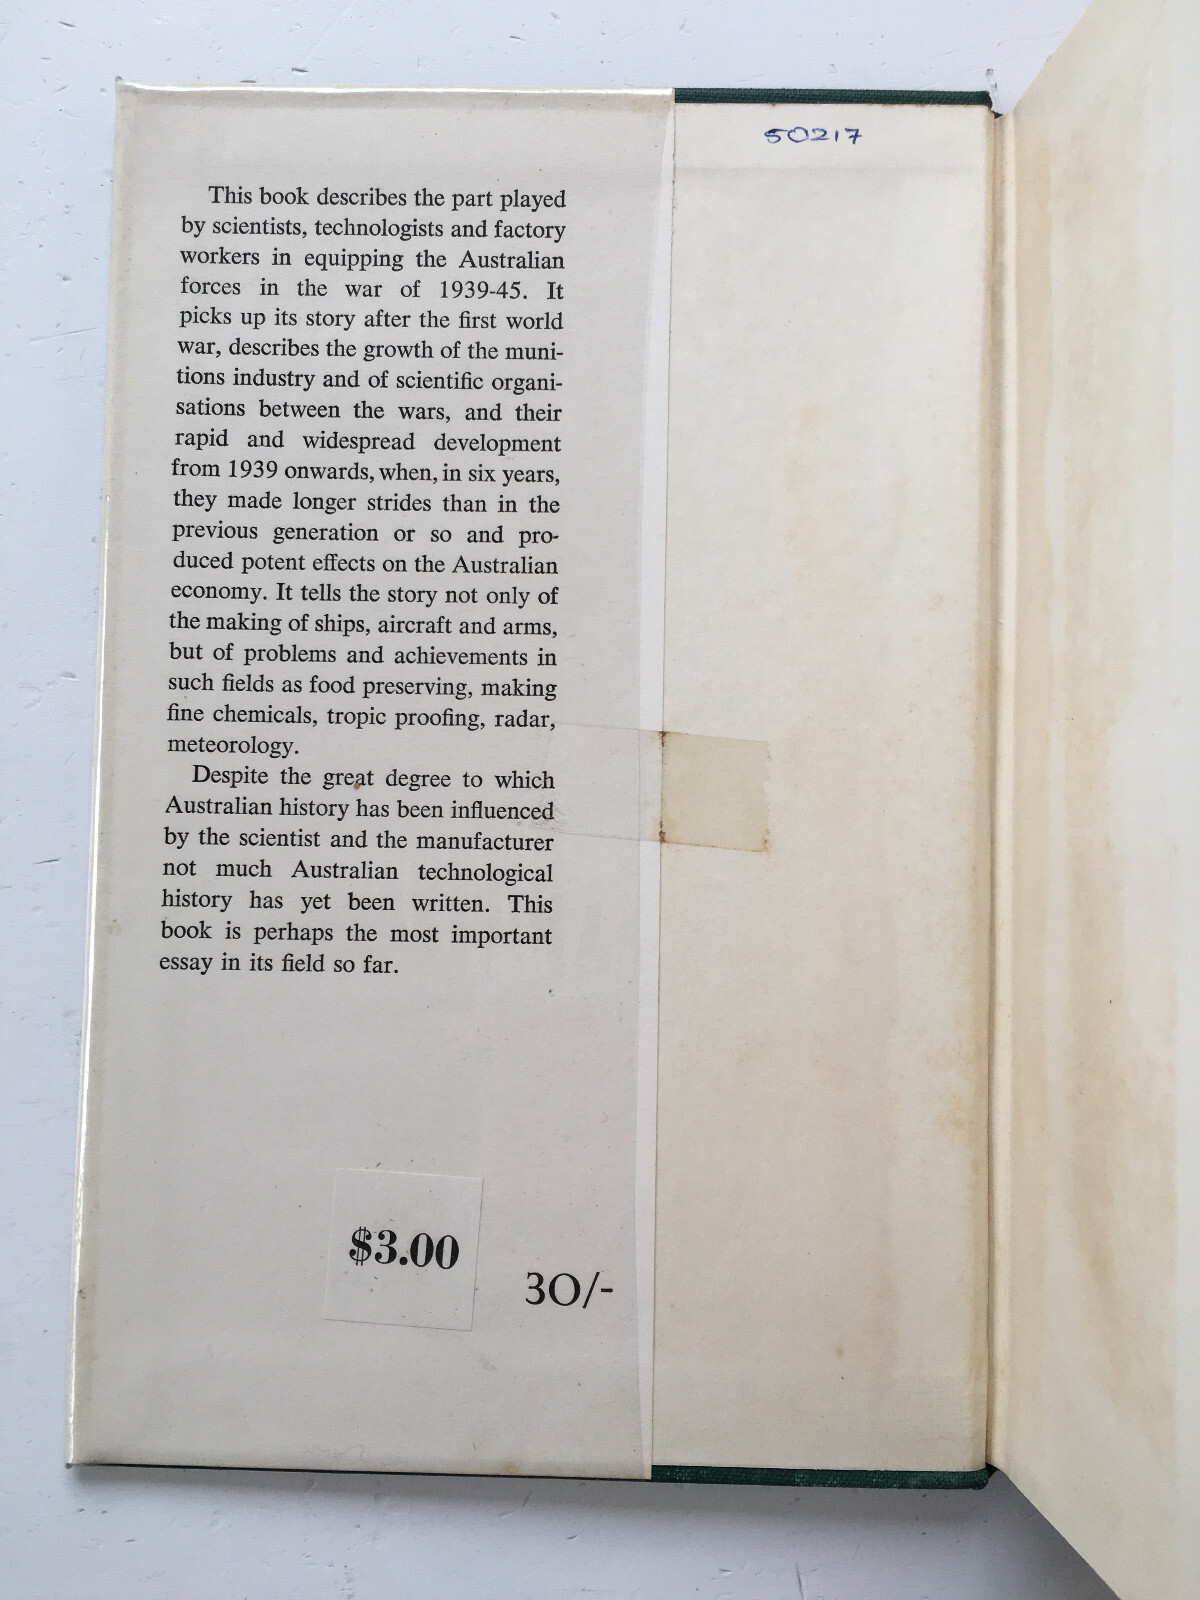 50217
This book describes the part played
by scientists, technologists and factory
workers in equipping the Australian
forces in the war of 1939-45. It
picks up its story after the first world
war, describes the growth of the muni-
tions industry and of scientific organi-
sations between the wars, and their
rapid and widespread development
from 1939 onwards, when, in six years,
they made longer strides than in the
previous generation or so and pro-
duced potent effects on the Australian
economy. It tells the story not only of
the making of ships, aircraft and arms,
but of problems and achievements in
such fields as food preserving, making
fine chemicals, tropic proofing, radar,
meteorology.
Despite the great degree to which
Australian history has been influenced
by the scientist and the manufacturer
not much Australian technological
history has yet been written. This
book is perhaps the most important
essay in its field so far.
$3.00
30/-